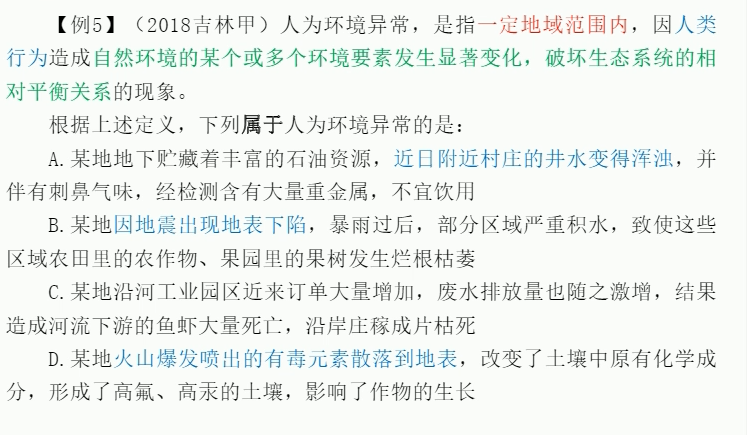 【例5】（2018吉林甲）人为环境异常，是指一定地域范围内，因人类
行为造成自然环境的某个或多个环境要素发生显著变化，破坏生态系统的相
对平衡关系的现象。
根据上述定义，下列属于人为环境异常的是：
A.某地地下贮藏着丰富的石油资源，近日附近村庄的井水变得浑浊，并
伴有刺鼻气味，经检测含有大量重金属，不宜饮用
B.某地因地震出现地表下陷，暴雨过后，部分区域严重积水，致使这些
区域农田里的农作物、果园里的果树发生烂根枯萎
C.某地沿河工业园区近来订单大量增加，废水排放量也随之激增，结果
造成河流下游的鱼虾大量死亡，沿岸庄稼成片枯死
D.某地火山爆发喷出的有毒元素散落到地表，改变了土壤中原有化学成
分，形成了高氟、高汞的土壤，影响了作物的生长